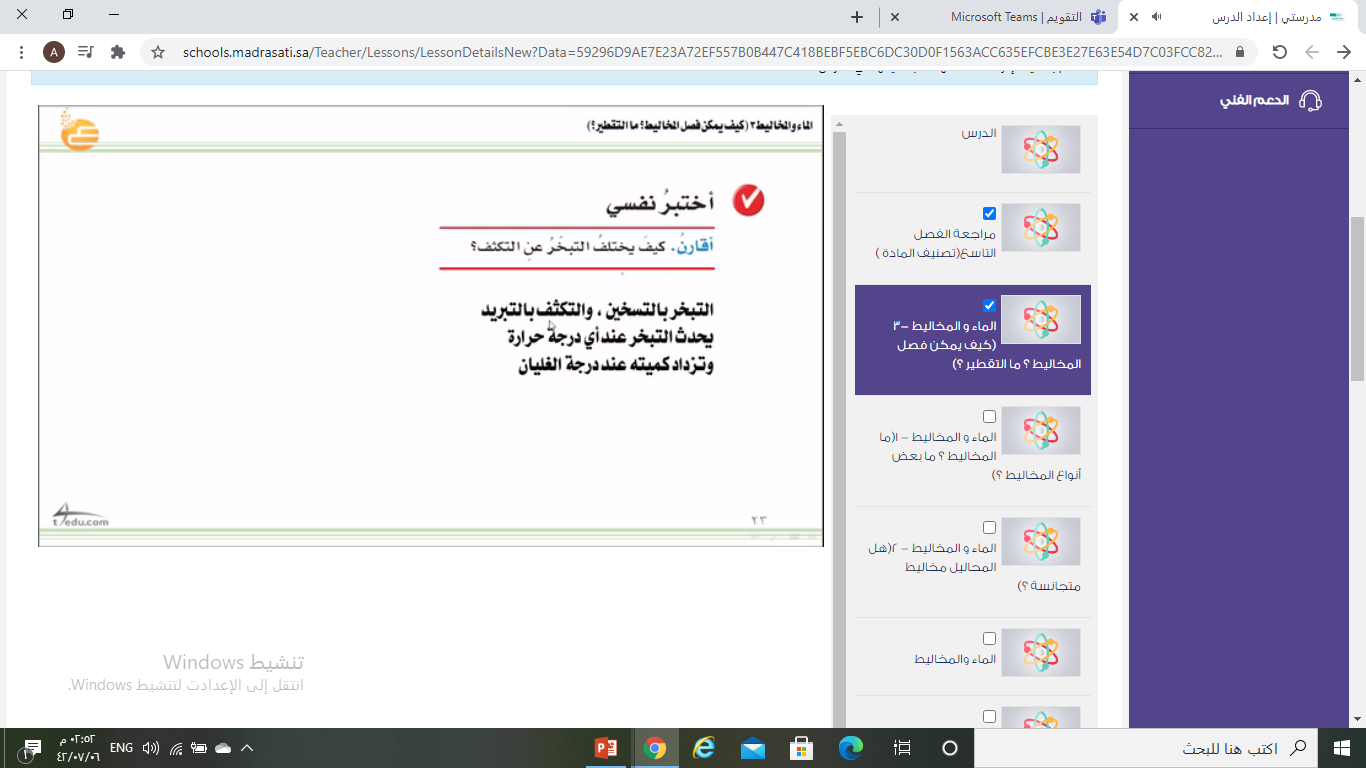 مدرستي | إعداد الدرس
التقويم | Microsoft Teams
schools.madrasati.sa/Teacher/Lessons/LessonDetailsNew?Data=59296D9AE7E23A72EF557B0B447C418BEBF5EBC6DC30D0F1563ACC635EFCBE3E27E63E54D7C03FCC82...
A
الدعم الفني
الماء والمخاليط ٣ (كيف يمكن فصل المخاليط؟ ما التقطير؟)
أختبرُ نفسي
أقارنُ. كيفَ يختلفُ التبخَرُ عنِ التكثف؟
التبخر بالتسخين ، والتكثف بالتبريد
يحدث التبخر عند أي درجة حرارة
وتزداد كميته عند درجة الغليان
t4edu.com
٢٣
الدرس
مراجعة الفصل
التاسع(تصنيف المادة )
الماء و المخاليط -٣
(كيف يمكن فصل
المخاليط ؟ ما التقطير ؟)
الماء و المخاليط - ١(ما
المخاليط ؟ ما بعض
أنواع المخاليط ؟)
الماء و المخاليط - ٢(هل
المحاليل مخاليط
متجانسة ؟)
الماء والمخاليط
تنشيط Windows
انتقل إلى الإعدادات لتنشيط Windows.
اكتب هنا للبحث
ENG
٠٢:٥٢ م
٤٢/٠٧/٠٦
١